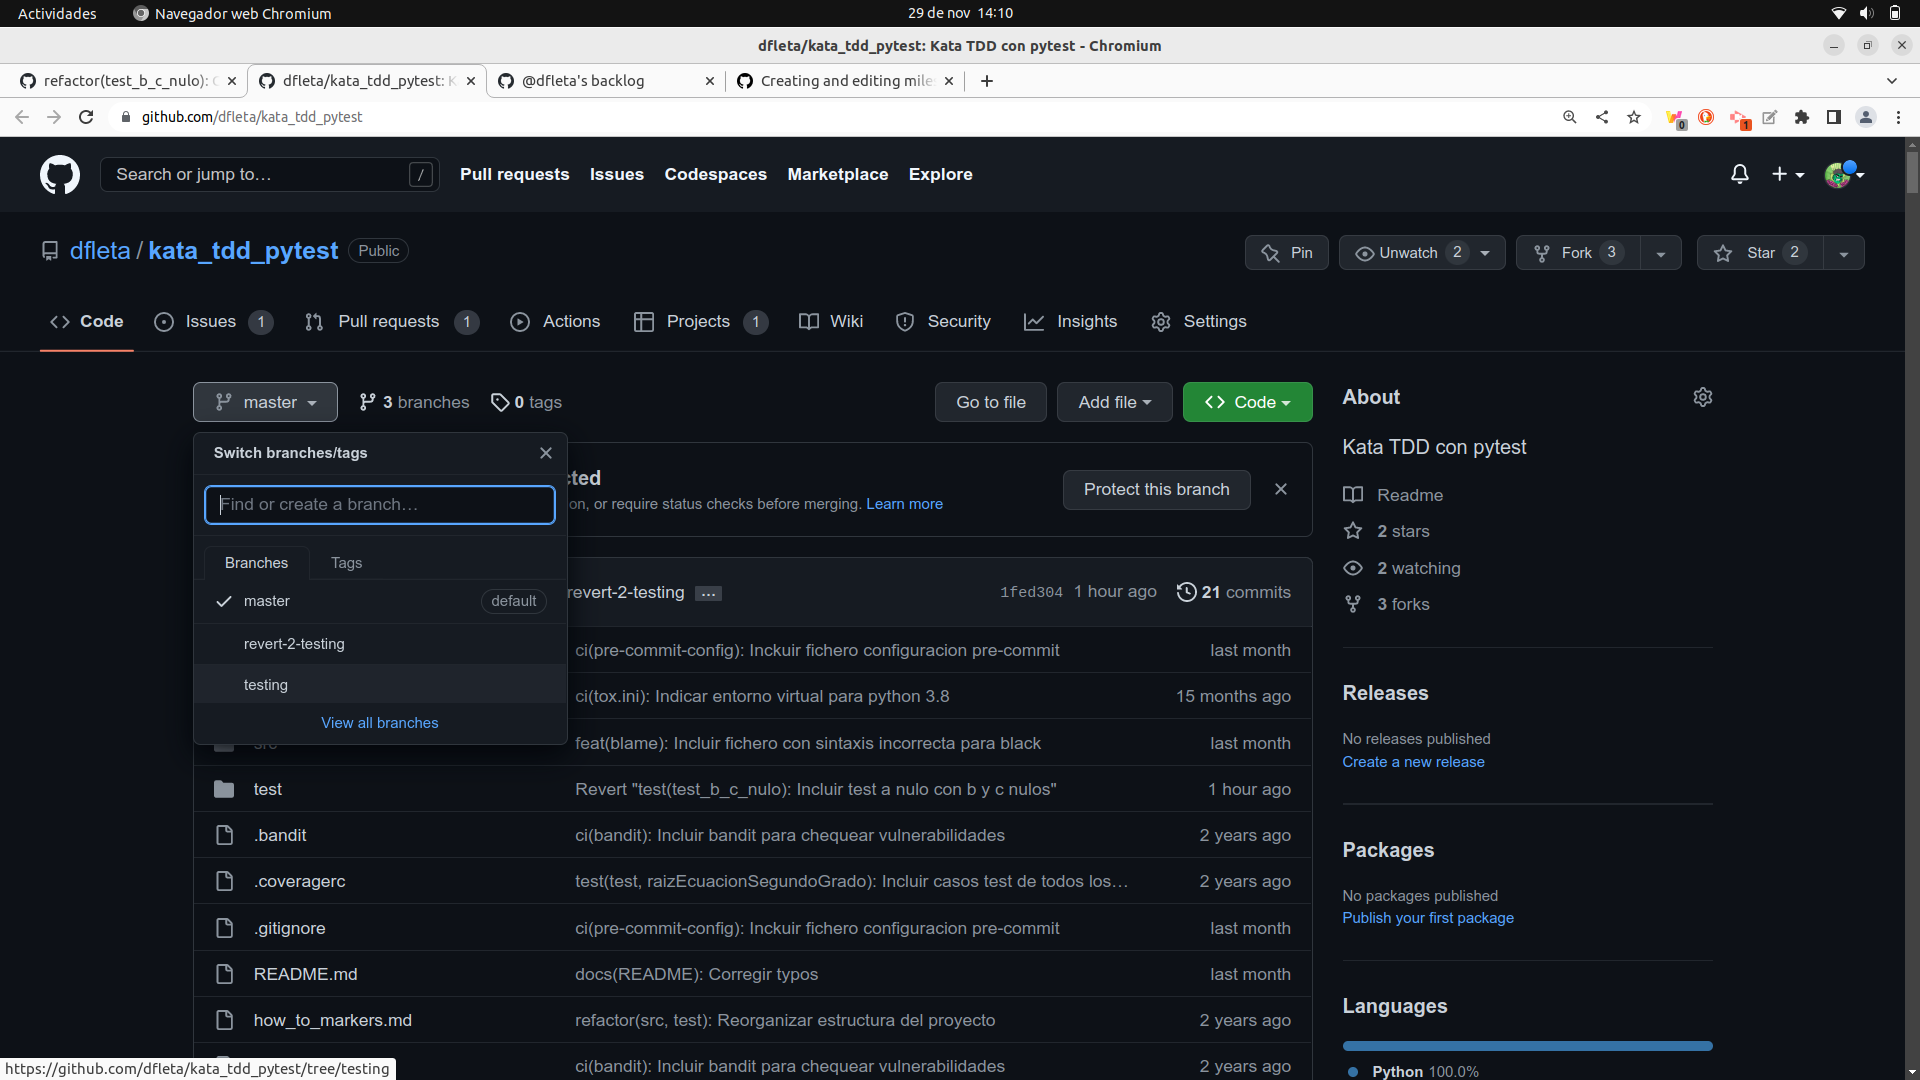 Actividades
Navegador web Chromium
29 de nov 14:10
dfleta/kata_tdd_pytest: Kata TDD con pytest - Chromium
refactor(test_b_c_nulo):
dfleta/kata_tdd_pytest: K
@dfleta's backlog
Creating and editing mile
github.com/dfleta/kata_tdd_pytest
0
1
Search or jump to…
/
Pull requests
Issues
Codespaces
Marketplace
Explore
dfleta / kata_tdd_pytest
Public
Pin
Unwatch 2
Fork 3
Star 2
Code
Issues 1
Pull requests 1
Actions
Projects 1
Wiki
Security
Insights
Settings
master
3 branches
0 tags
Go to file
Add file
Code
Switch branches/tags
Find or create a branch…
Branches
Tags
master
default
revert-2-testing
testing
View all branches
cted
on, or require status checks before merging. Learn more
Protect this branch
revert-2-testing
...
1fed304
1 hour ago
21 commits
ci(pre-commit-config): Inckuir fichero configuracion pre-commit
last month
ci(tox.ini): Indicar entorno virtual para python 3.8
15 months ago
src
feat(blame): Incluir fichero con sintaxis incorrecta para black
last month
test
Revert "test(test_b_c_nulo): Incluir test a nulo con b y c nulos"
1 hour ago
.bandit
ci(bandit): Incluir bandit para chequear vulnerabilidades
2 years ago
.coveragerc
test(test, raizEcuacionSegundoGrado): Incluir casos test de todos los…
2 years ago
.gitignore
ci(pre-commit-config): Inckuir fichero configuracion pre-commit
last month
README.md
docs(README): Corregir typos
last month
how_to_markers.md
refactor(src, test): Reorganizar estructura del proyecto
2 years ago
ci(bandit): Incluir bandit para chequear vulnerabilidades
2 years ago
About
Kata TDD con pytest
Readme
2 stars
2 watching
3 forks
Releases
No releases published
Create a new release
Packages
No packages published
Publish your first package
Languages
Python 100.0%
https://github.com/dfleta/kata_tdd_pytest/tree/testing